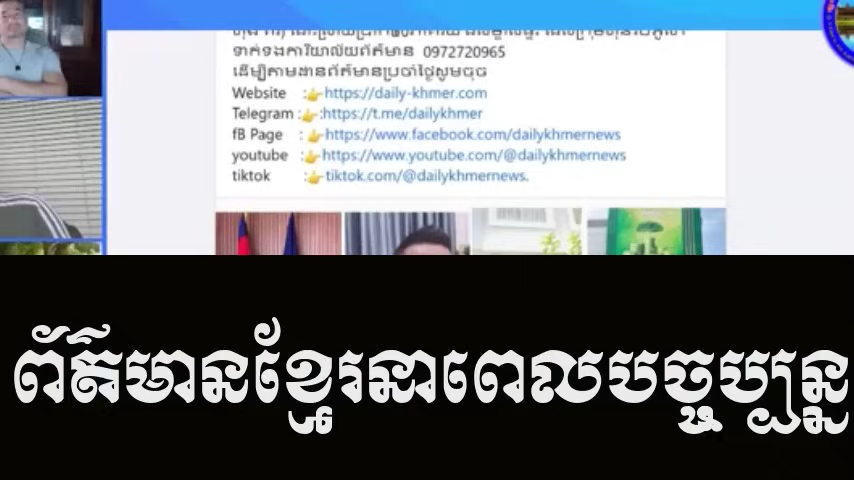 ទាក់ទងការិយាល័យព័ត៌មាន 0972720965
ដើម្បីតាមដានព័ត៌មានប្រចាំថ្ងៃសូមចុច
Website :👉https://daily-khmer.com
Telegram :👉:https://t.me/dailykhmer
fB Page : 👉https://www.facebook.com/dailykhmernews
youtube :👉https://www.youtube.com/@dailykhmernews
tiktok :👉tiktok.com/@dailykhmernews.
ព័ត៌មានខ្មែរនាពេលបច្ចុប្បន្ន